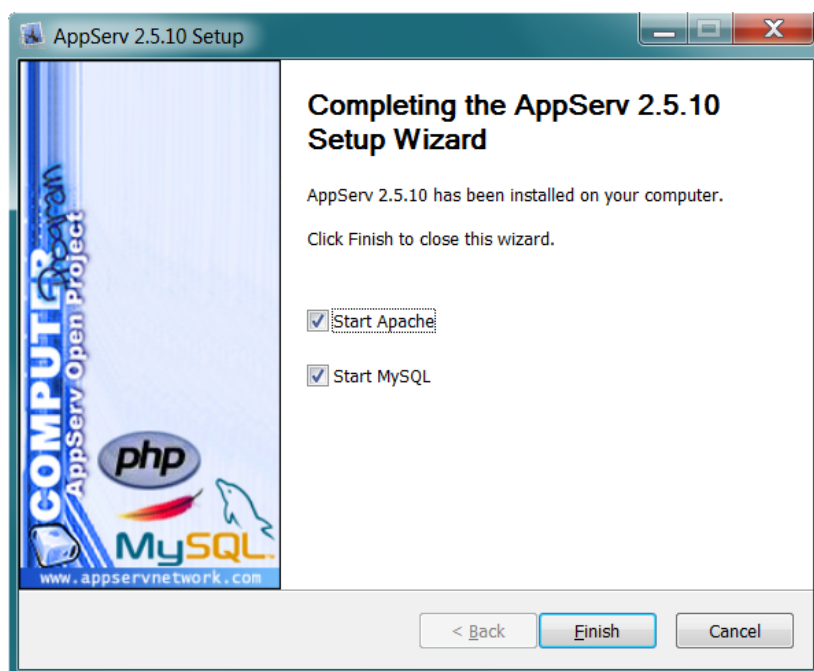 AppServ 2.5.10 Setup
Completing the AppServ 2.5.10
Setup Wizard
AppServ 2.5.10 has been installed on your computer.
Click Finish to close this wizard.
Start Apache
Start MySQL
COMPUTER
Program
AppServ Open Project
php
MySQL
www.appservnetwork.com
< Back
Finish
Cancel